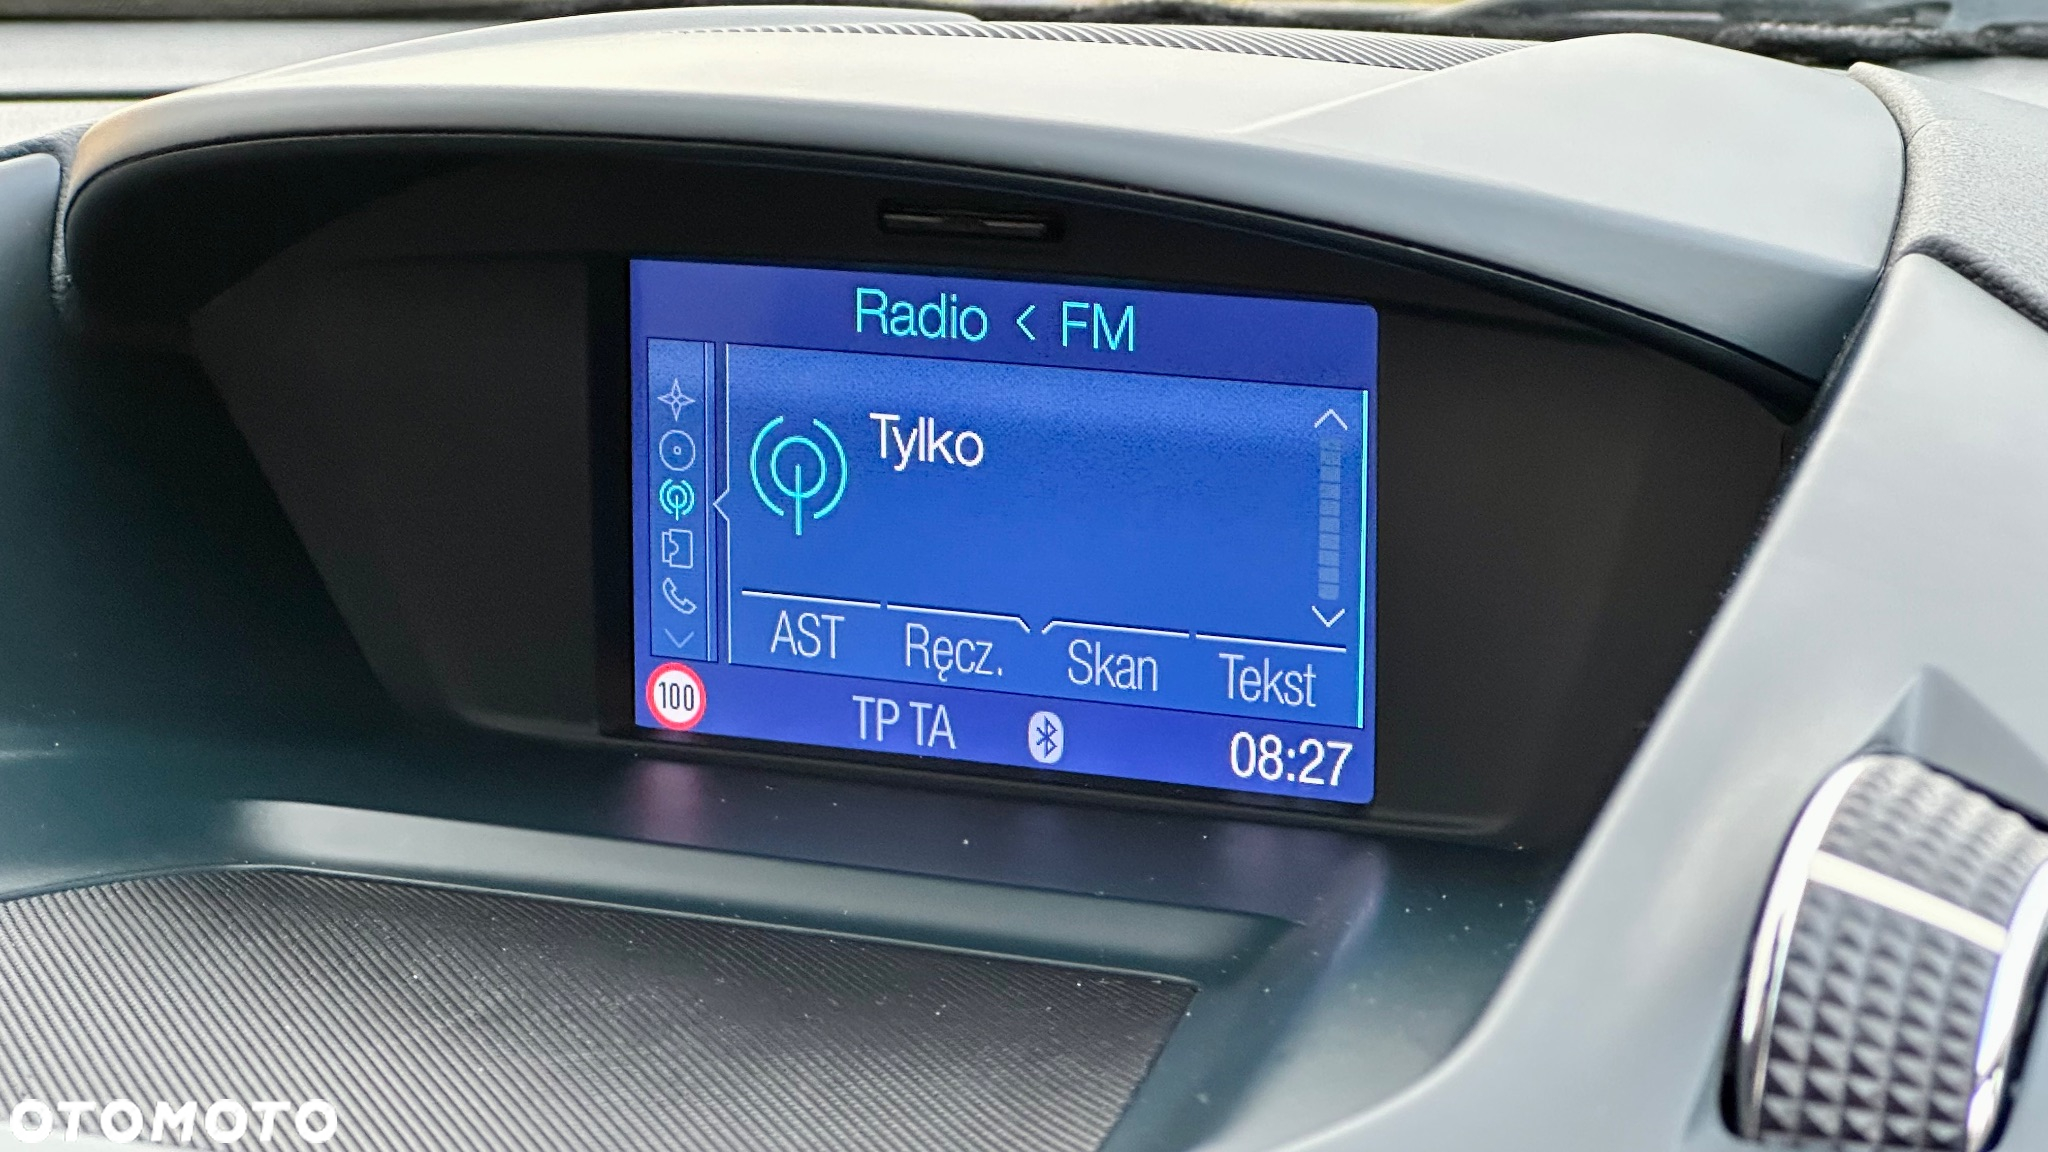 Radio < FM
Tylko
AST Ręcz. Skan Tekst
100 TP TA 08:27
OTOMOTO